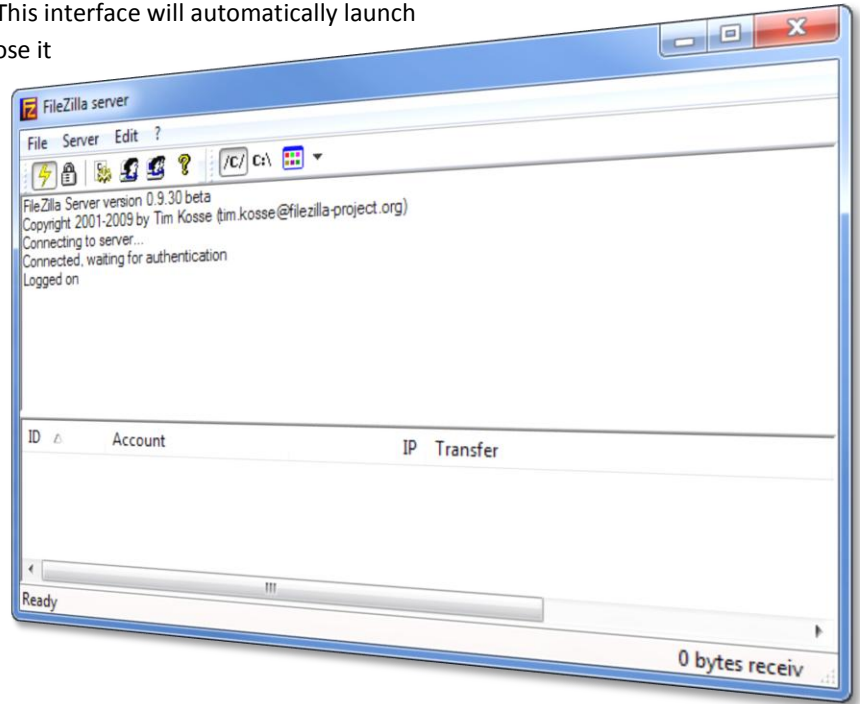 This interface will automatically launch
ose it
FileZilla server
File Server Edit ?
/C/ C:\
FileZilla Server version 0.9.30 beta
Copyright 2001-2009 by Tim Kosse (tim.kosse@filezilla-project.org)
Connecting to server...
Connected, waiting for authentication
Logged on
ID Account IP Transfer
Ready
0 bytes receiv